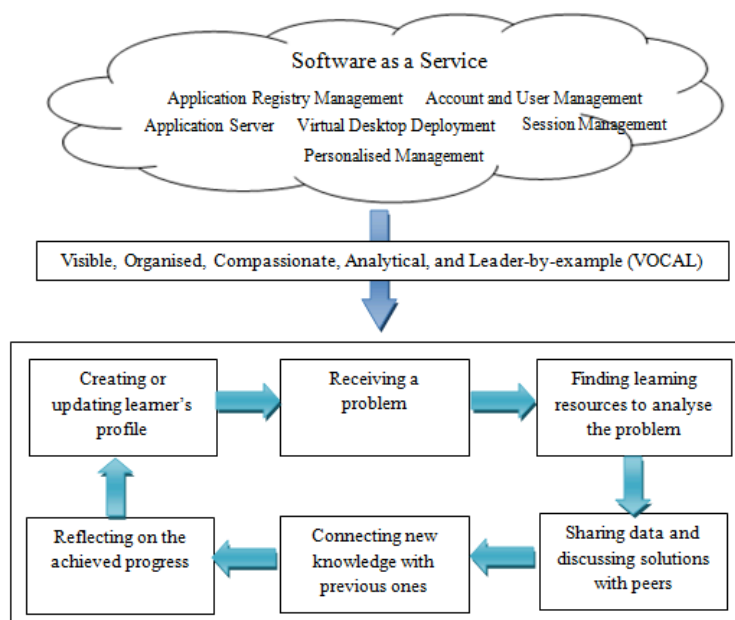 Software as a Service
Application Registry Management Account and User Management
Application Server Virtual Desktop Deployment Session Management
Personalised Management
Visible, Organised, Compassionate, Analytical, and Leader-by-example (VOCAL)
Creating or
updating learner's
profile
Receiving a
problem
Finding learning
resources to analyse
the problem
Reflecting on the
achieved progress
Connecting new
knowledge with
previous ones
Sharing data and
discussing solutions
with peers